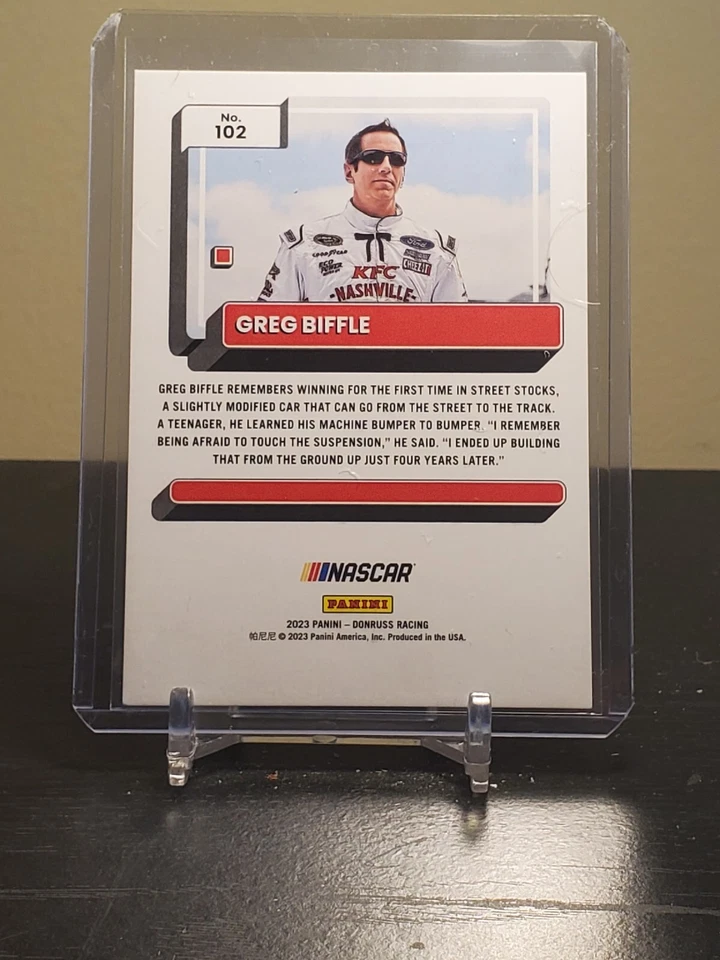 No.
102
GOODYEAR
Ford
ECO
POWER
CHEEZ-IT
KFC
-NASHVILLE-
GREG BIFFLE
GREG BIFFLE REMEMBERS WINNING FOR THE FIRST TIME IN STREET STOCKS,
A SLIGHTLY MODIFIED CAR THAT CAN GO FROM THE STREET TO THE TRACK.
A TEENAGER, HE LEARNED HIS MACHINE BUMPER TO BUMPER. “I REMEMBER
BEING AFRAID TO TOUCH THE SUSPENSION,” HE SAID. “I ENDED UP BUILDING
THAT FROM THE GROUND UP JUST FOUR YEARS LATER.”
NASCAR
PANINI
2023 PANINI – DONRUSS RACING
帕尼尼 © 2023 Panini America, Inc. Produced in the USA.